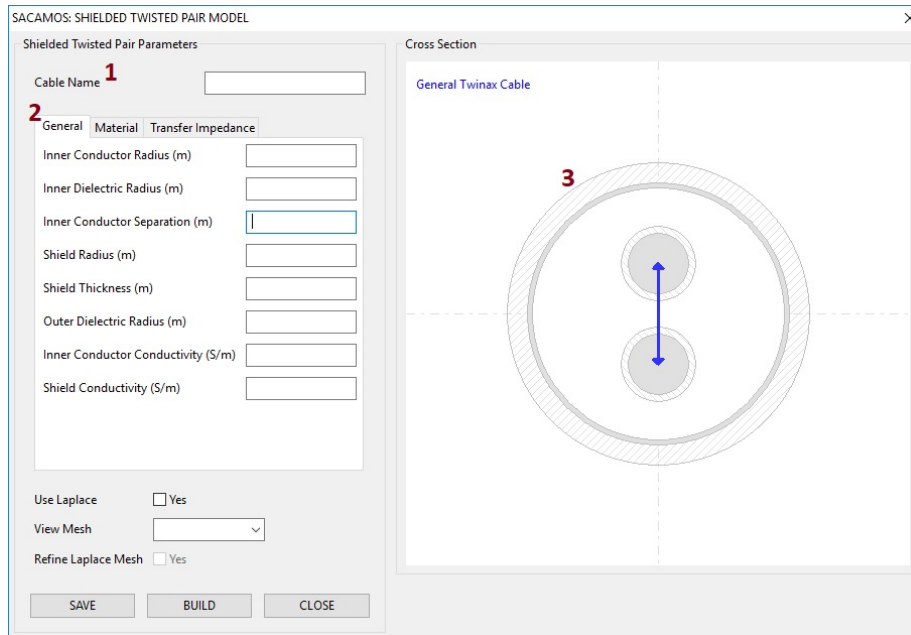 SACAMOS: SHIELDED TWISTED PAIR MODEL
Shielded Twisted Pair Parameters
Cable Name 1
2
General Material Transfer Impedance
Inner Conductor Radius (m)
Inner Dielectric Radius (m)
Inner Conductor Separation (m)
Shield Radius (m)
Shield Thickness (m)
Outer Dielectric Radius (m)
Inner Conductor Conductivity (S/m)
Shield Conductivity (S/m)
Use Laplace Yes
View Mesh
Refine Laplace Mesh Yes
SAVE BUILD CLOSE
Cross Section
General Twinax Cable
3